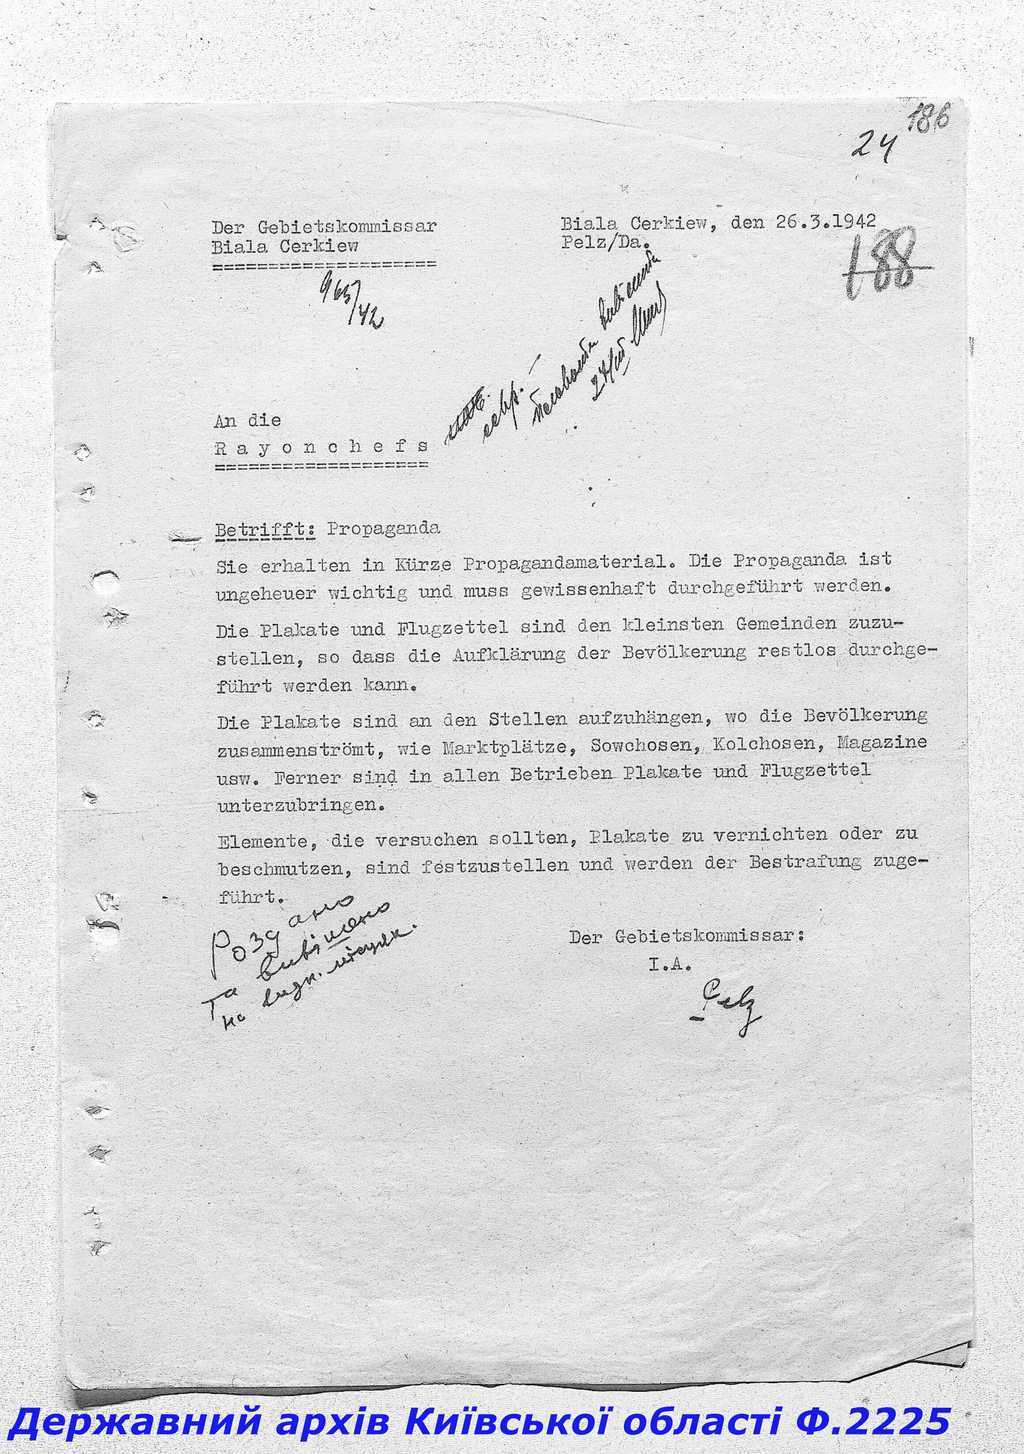 186
24
Der Gebietskommissar
Biala Cerkiew
Biala Cerkiew, den 26.3.1942
Pelz/Da.
188
963/42
An die
Rayonchefs
Betrifft: Propaganda
Sie erhalten in Kürze Propagandamaterial. Die Propaganda ist
ungeheuer wichtig und muss gewissenhaft durchgeführt werden.
Die Plakate und Flugzettel sind den kleinsten Gemeinden zuzu-
stellen, so dass die Aufklärung der Bevölkerung restlos durchge-
führt werden kann.
Die Plakate sind an den Stellen aufzuhängen, wo die Bevölkerung
zusammenströmt, wie Marktplätze, Sowchosen, Kolchosen, Magazine
usw. Ferner sind in allen Betrieben Plakate und Flugzettel
unterzubringen.
Elemente, die versuchen sollten, Plakate zu vernichten oder zu
beschmutzen, sind festzustellen und werden der Bestrafung zuge-
führt.
Роздано
та вивішено
на видн. місцях.
Der Gebietskommissar:
I.A.
Pelz
Державний архів Київської області Ф.2225